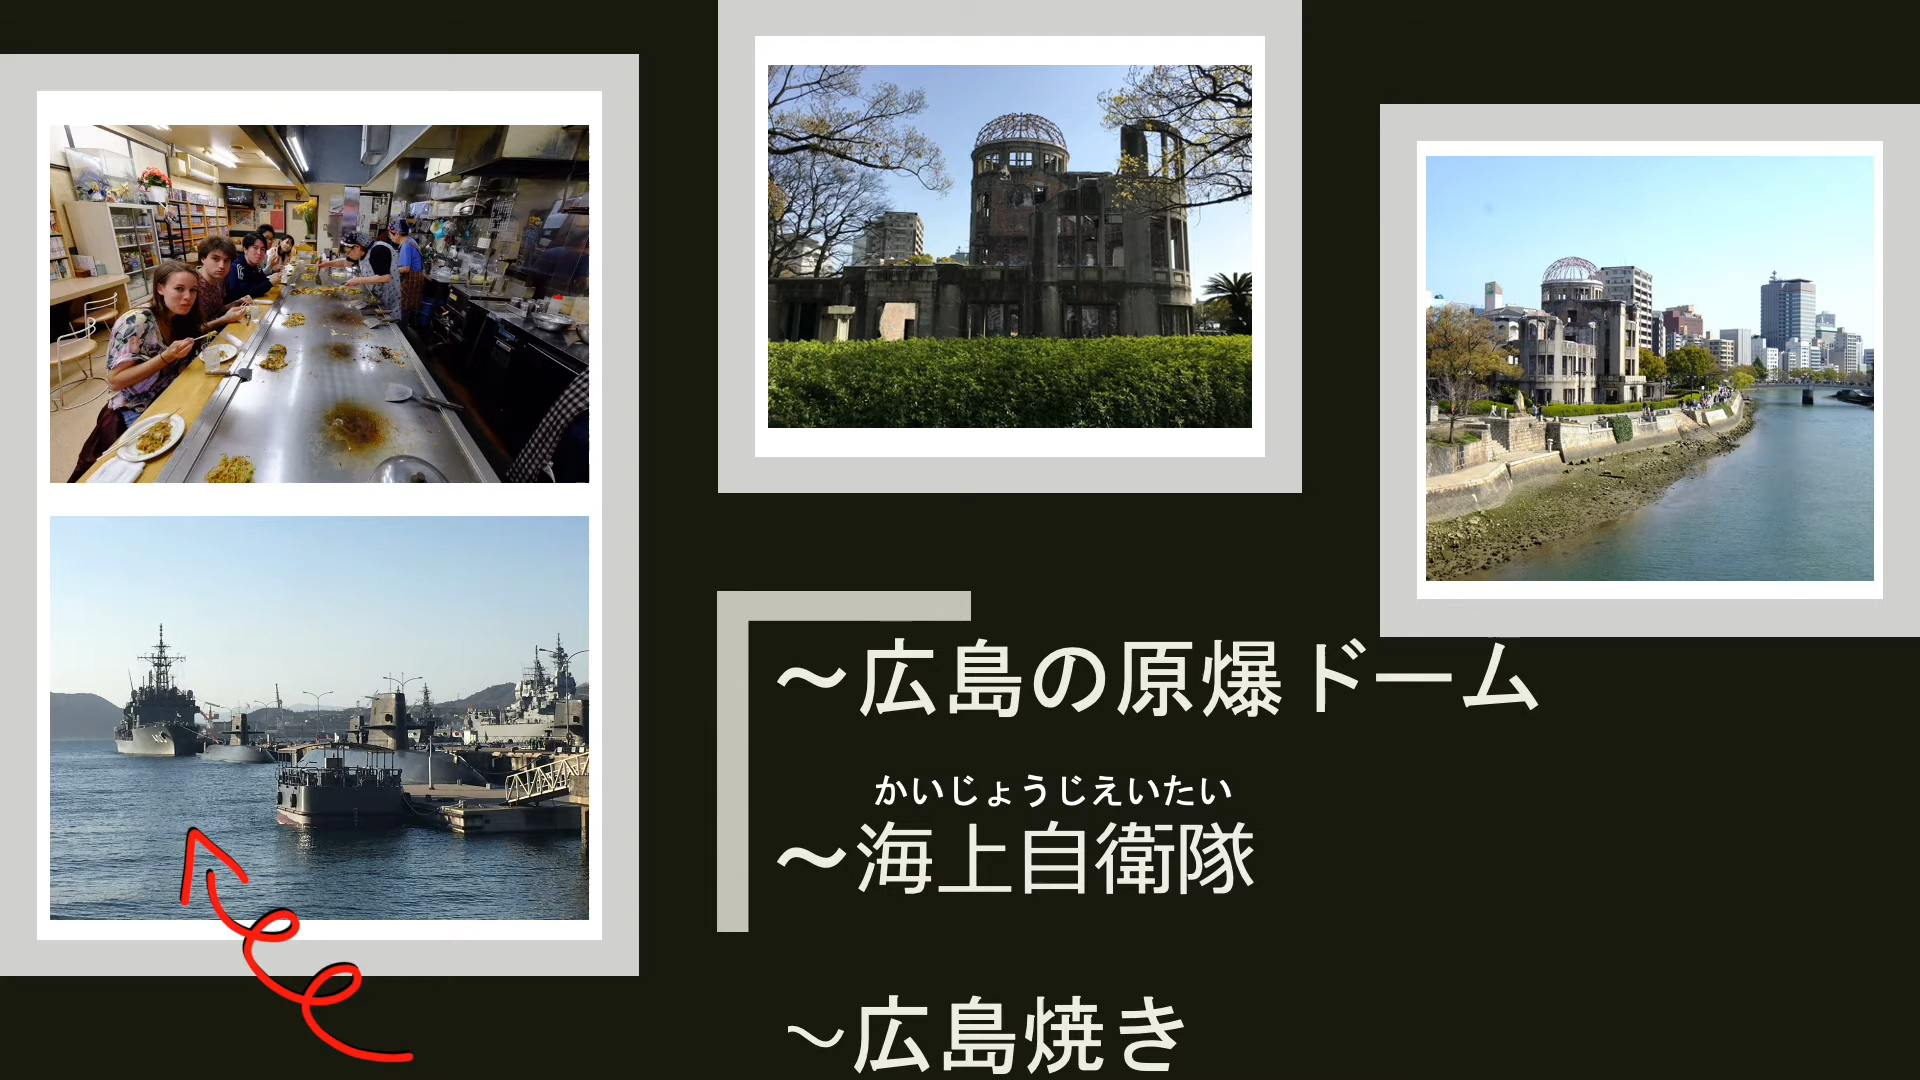 ～広島の原爆ドーム
かいじょうじえいたい
～海上自衛隊
～広島焼き